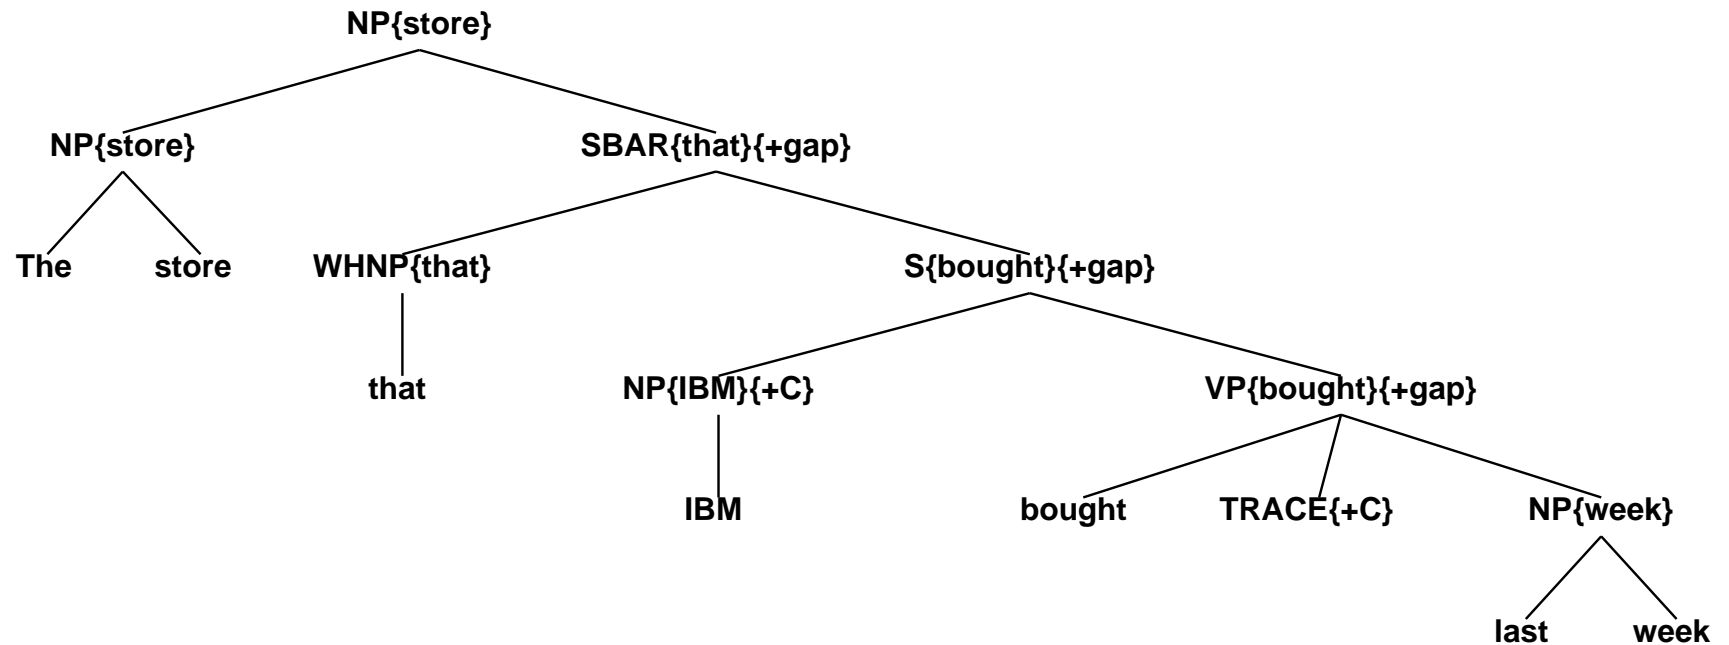 NP{store}
NP{store} SBAR{that}{+gap}
The store WHNP{that} S{bought}{+gap}
that NP{IBM}{+C} VP{bought}{+gap}
IBM bought TRACE{+C} NP{week}
last week